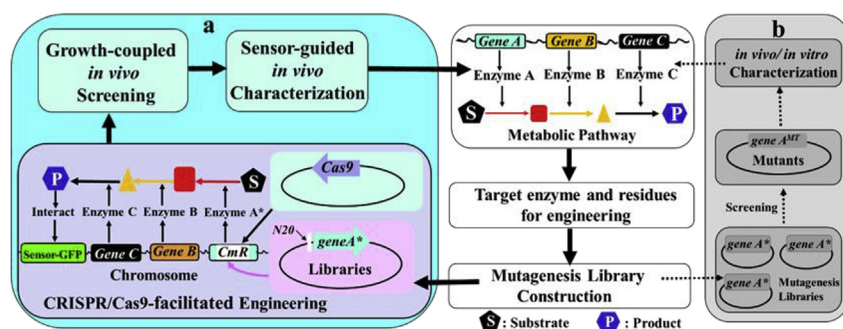 a
Growth-coupled
in vivo
Screening
Sensor-guided
in vivo
Characterization
P
S
Interact
Enzyme C
Enzyme B
Enzyme A*
Sensor-GFP
Gene C
Gene B
CmR
Chromosome
CRISPR/Cas9-facilitated Engineering
Cas9
N20
geneA*
Libraries
Gene A
Gene B
Gene C
Enzyme A
Enzyme B
Enzyme C
S
P
Metabolic Pathway
Target enzyme and residues
for engineering
Mutagenesis Library
Construction
S : Substrate
P : Product
b
in vivo/ in vitro
Characterization
gene A^MT
Mutants
Screening
gene A*
gene A*
gene A*
Mutagenesis
Libraries